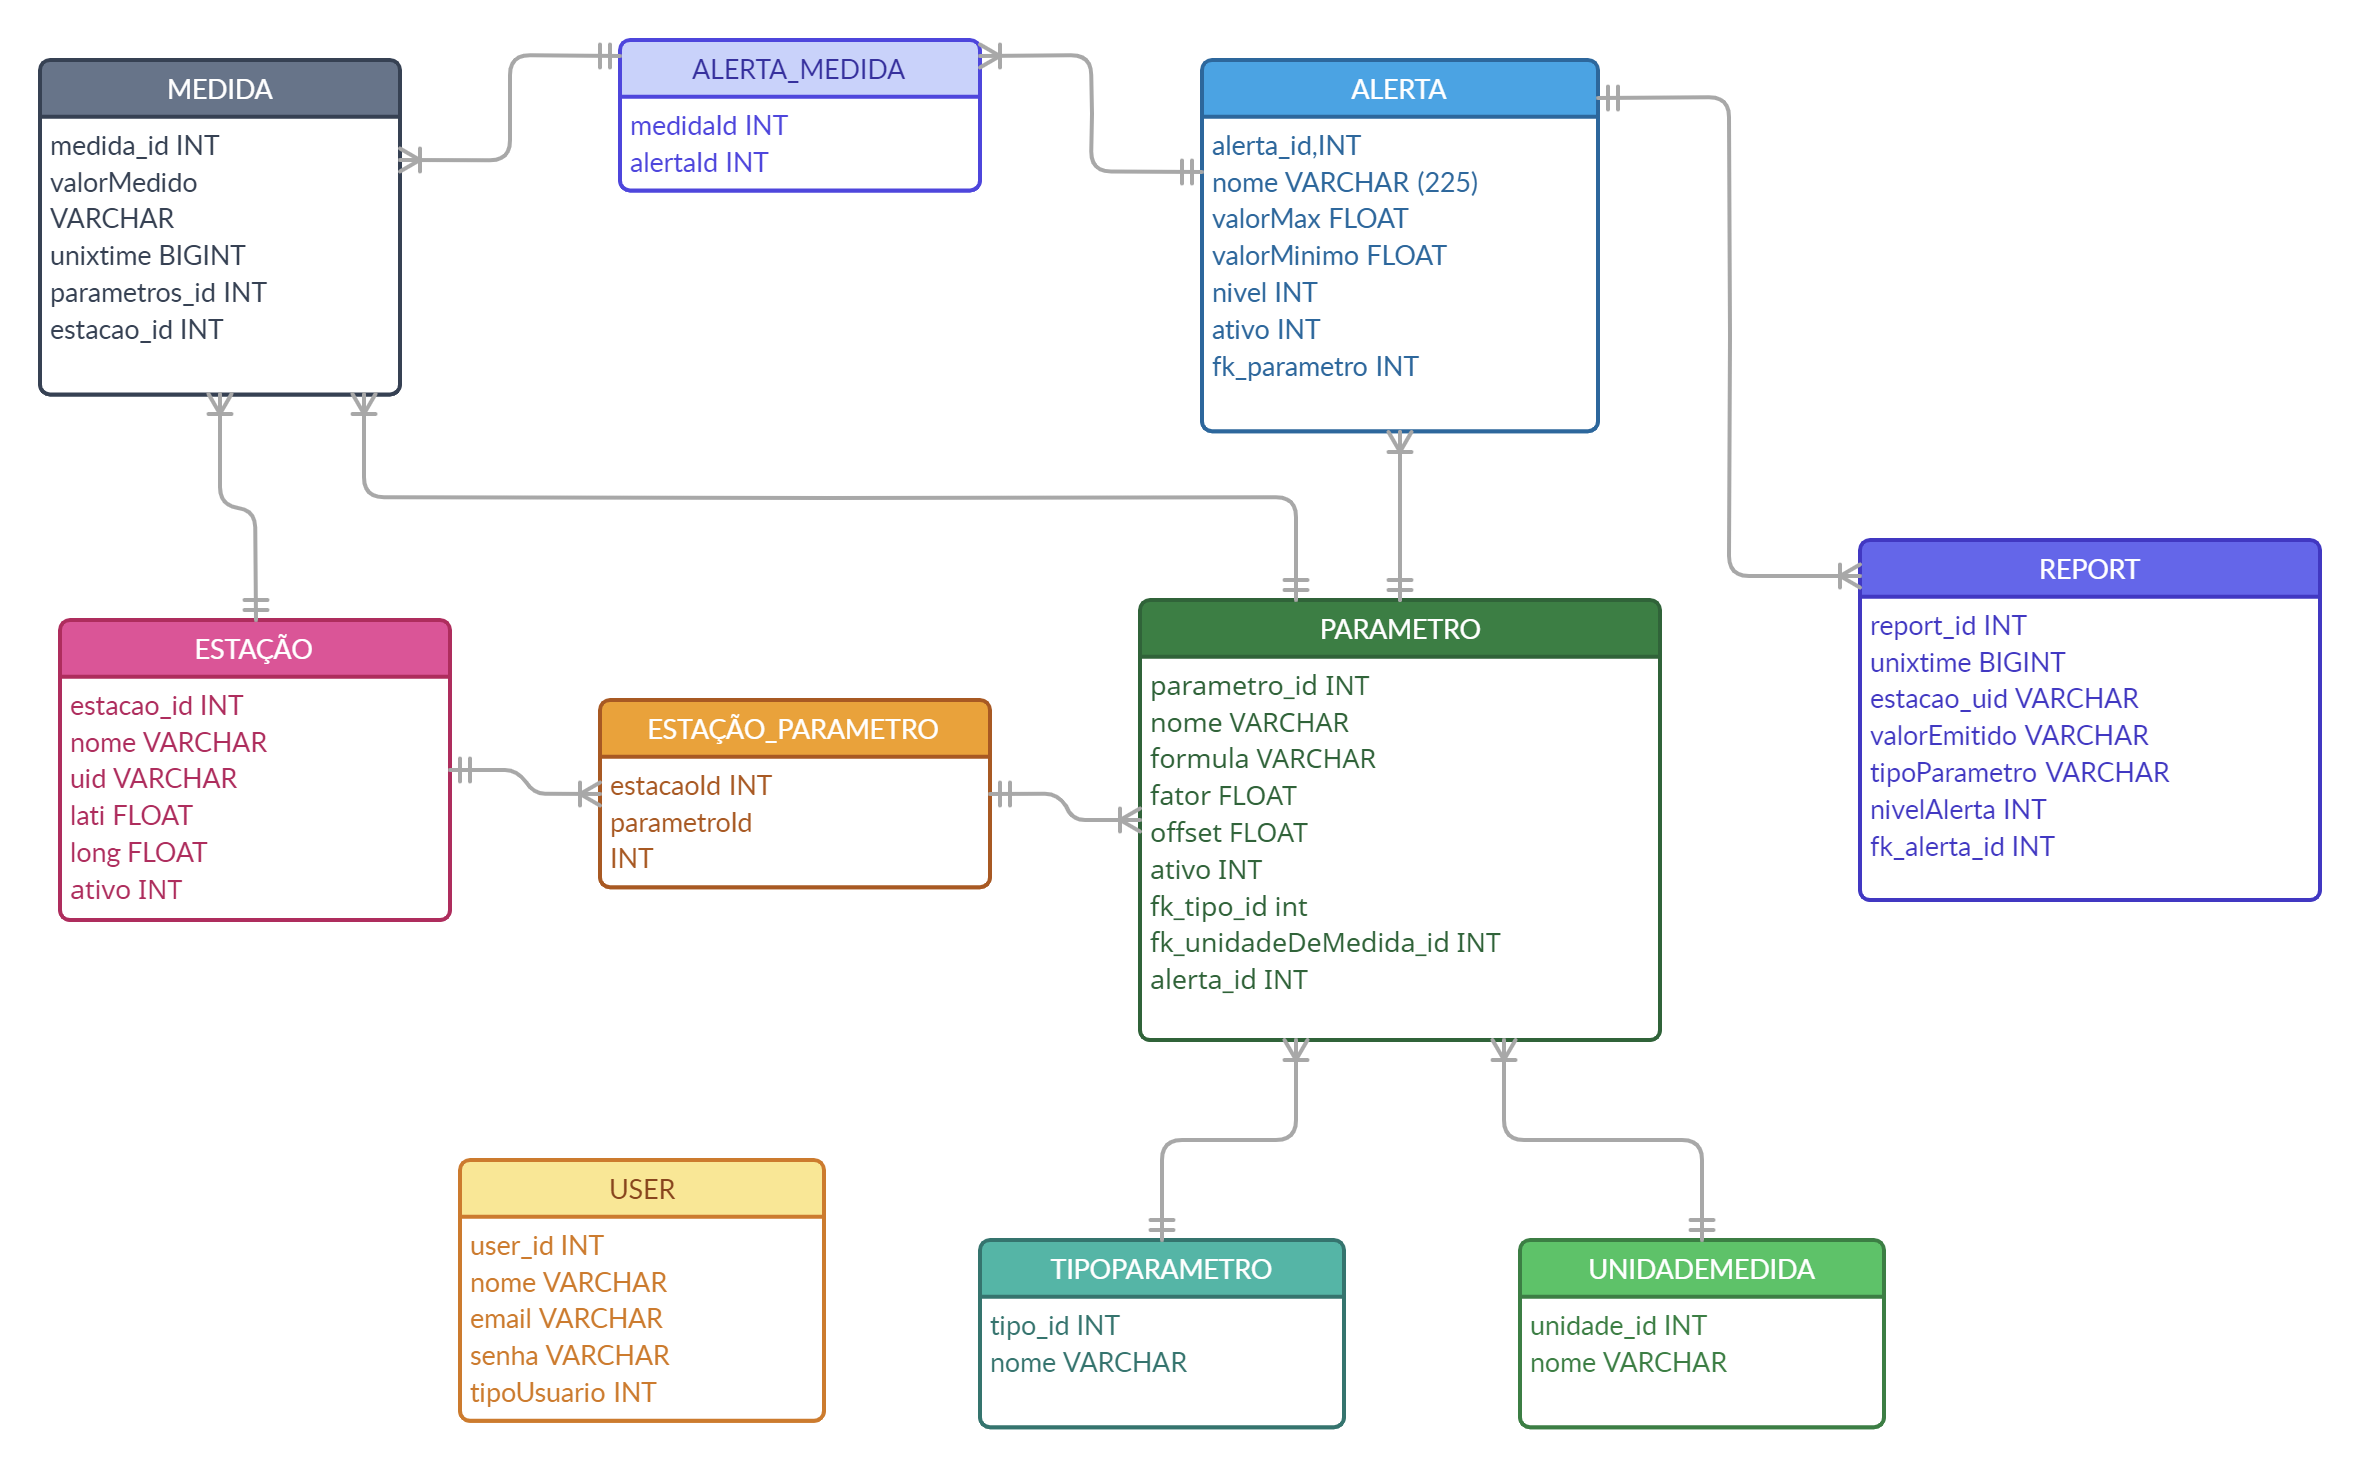 MEDIDA
medida_id INT
valorMedido
VARCHAR
unixtime BIGINT
parametros_id INT
estacao_id INT
ALERTA_MEDIDA
medidaId INT
alertaId INT
ALERTA
alerta_id,INT
nome VARCHAR (225)
valorMax FLOAT
valorMinimo FLOAT
nivel INT
ativo INT
fk_parametro INT
ESTAÇÃO
estacao_id INT
nome VARCHAR
uid VARCHAR
lati FLOAT
long FLOAT
ativo INT
ESTAÇÃO_PARAMETRO
estacaoId INT
parametroId
INT
PARAMETRO
parametro_id INT
nome VARCHAR
formula VARCHAR
fator FLOAT
offset FLOAT
ativo INT
fk_tipo_id int
fk_unidadeDeMedida_id INT
alerta_id INT
REPORT
report_id INT
unixtime BIGINT
estacao_uid VARCHAR
valorEmitido VARCHAR
tipoParametro VARCHAR
nivelAlerta INT
fk_alerta_id INT
USER
user_id INT
nome VARCHAR
email VARCHAR
senha VARCHAR
tipoUsuario INT
TIPOPARAMETRO
tipo_id INT
nome VARCHAR
UNIDADEMEDIDA
unidade_id INT
nome VARCHAR